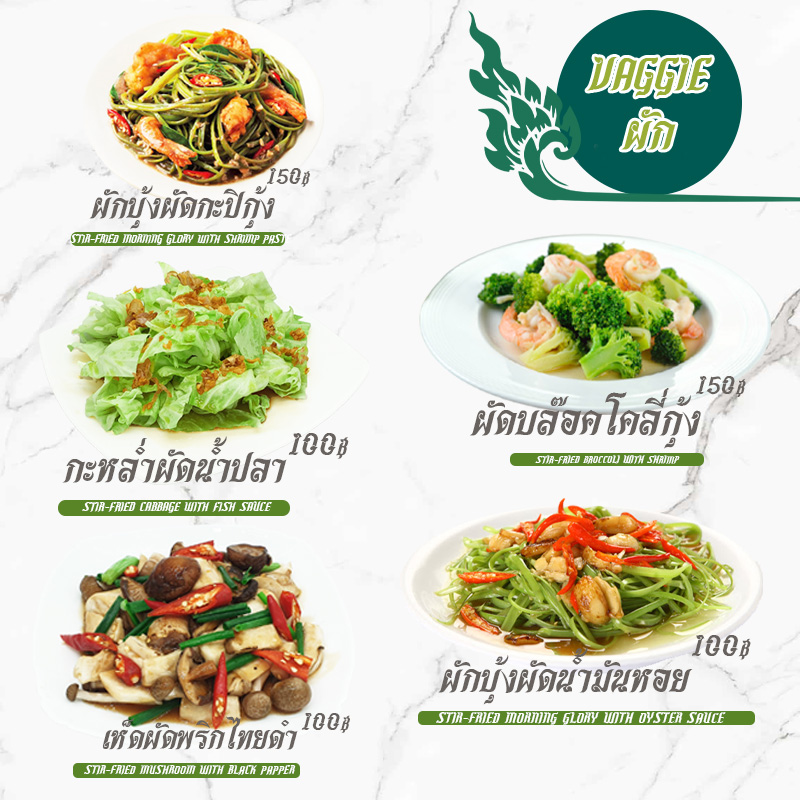 VAGGIE
ผัก
150฿
ผักบุ้งผัดกะปิกุ้ง
STIR-FRIED MORNING GLORY WITH SHRIMP PAST
100฿
กะหล่ำผัดน้ำปลา
STIR-FRIED CABBAGE WITH FISH SAUCE
100฿
เห็ดผัดพริกไทยดำ
STIR-FRIED MUSHROOM WITH BLACK PAPPER
150฿
ผัดบล๊อคโคลี่กุ้ง
STIR-FRIED BROCCOLI WITH SHRIMP
100฿
ผักบุ้งผัดน้ำมันหอย
STIR-FRIED MORNING GLORY WITH OYSTER SAUCE